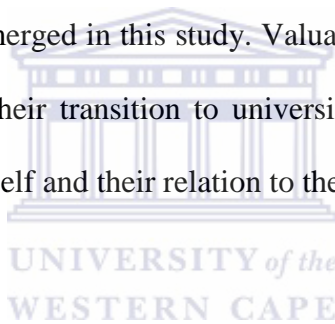 nerged in this study. Valua
heir transition to universi
elf and their relation to the
UNIVERSITY of the
WESTERN CAPE